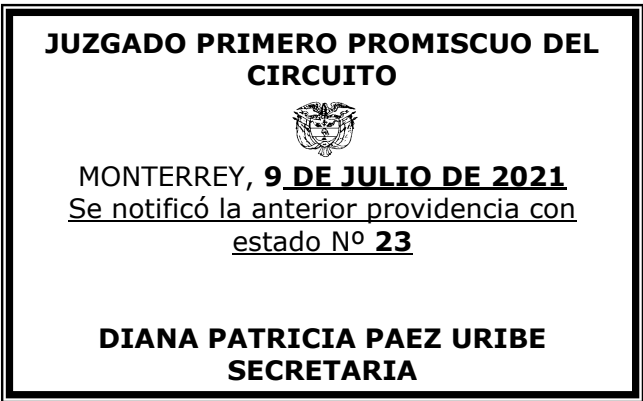 JUZGADO PRIMERO PROMISCUO DEL
CIRCUITO
MONTERREY, 9 DE JULIO DE 2021
Se notificó la anterior providencia con
estado Nº 23
DIANA PATRICIA PAEZ URIBE
SECRETARIA